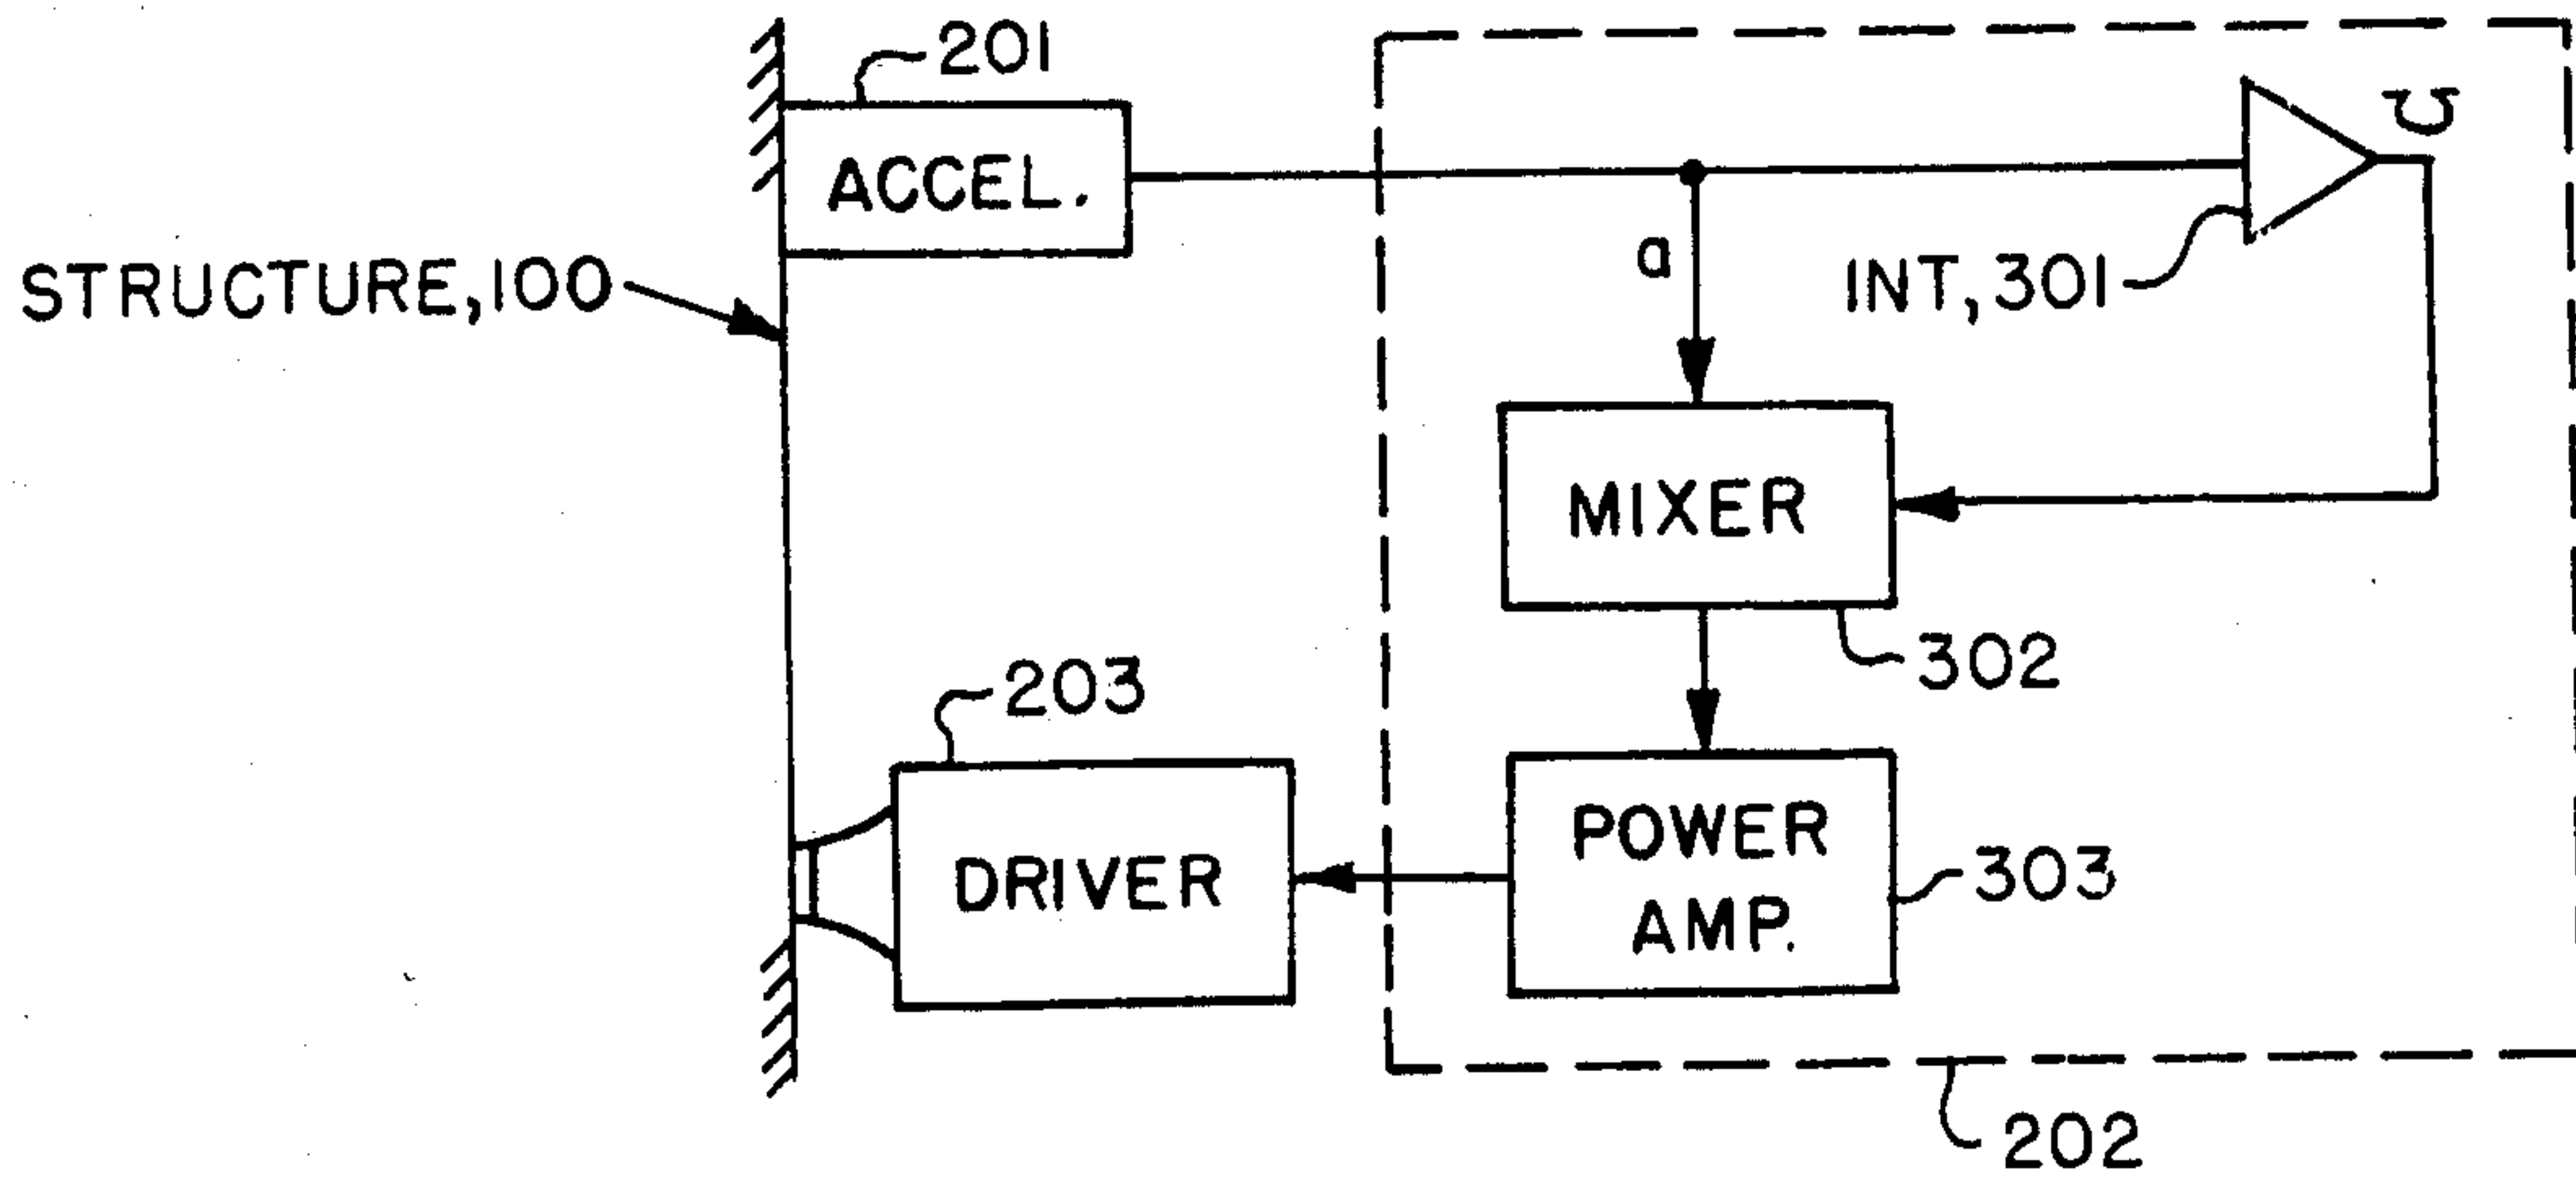 201
ACCEL.
STRUCTURE,100
a
INT,301
MIXER
302
203
DRIVER
POWER
AMP.
303
202